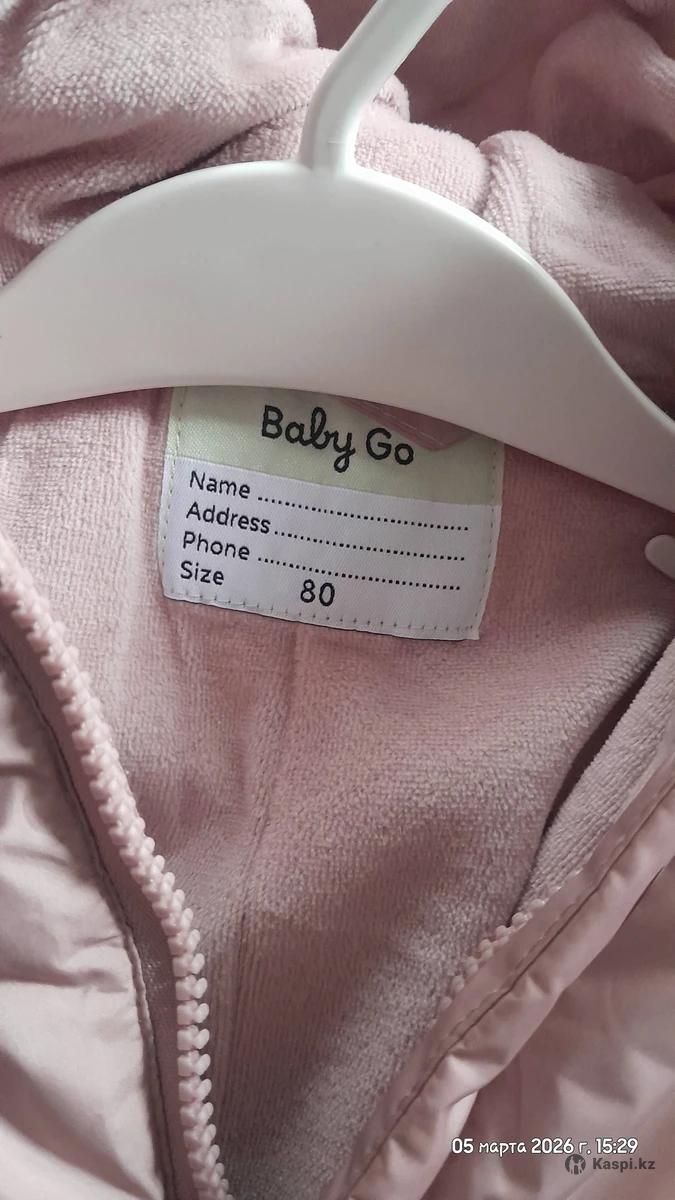 Baby Go
Name ........................................
Address ....................................
Phone ......................................
Size 80
05 марта 2026 г. 15:29
Kaspi.kz